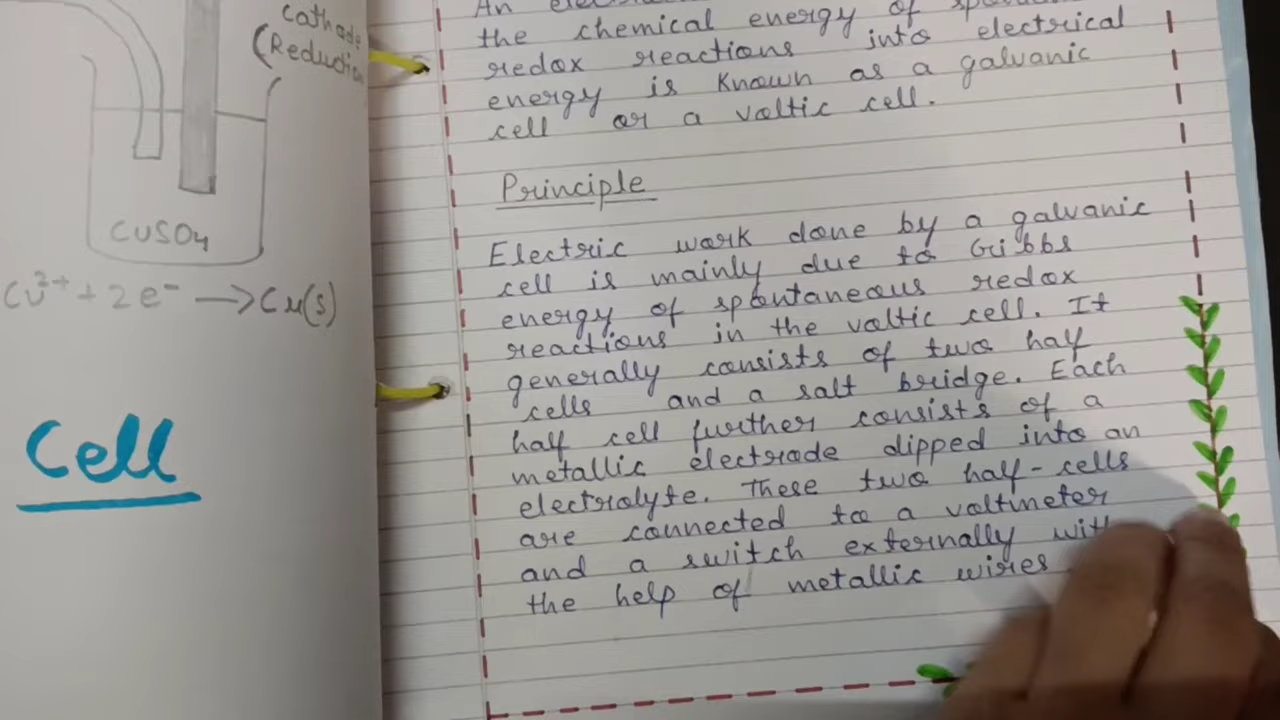 Cathode
(Reduction
CUSO4
Cu²⁺ + 2e⁻ → Cu(s)
Cell
An
the chemical energy of
redox reactions into electrical
energy is known as a galvanic
cell or a voltic cell.
Principle
Electric work done by a galvanic
cell is mainly due to Gibbs
energy of spontaneous redox
reactions in the voltic cell. It
generally consists of two half
cells and a salt bridge. Each
half cell further consists of a
metallic electrode dipped into an
electrolyte. These two half-cells
are connected to a voltmeter
and a switch externally with
the help of metallic wires